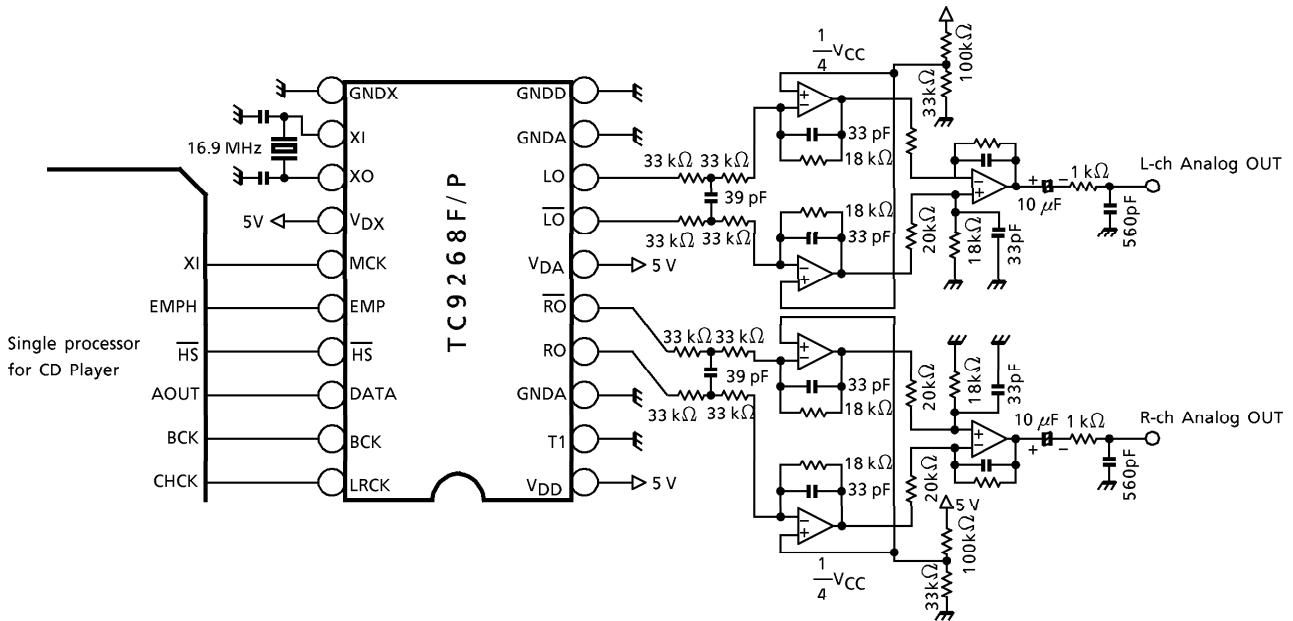 1/4 VCC
100kΩ
33kΩ
GNDX
GNDD
XI
GNDA
33 pF
18 kΩ
16.9 MHz
33 kΩ 33 kΩ
L-ch Analog OUT
1 kΩ
XO
LO
39 pF
+ −
10 μF
560pF
5V
VDX
L̅O̅
18 kΩ
33 pF
33 kΩ 33 kΩ
20kΩ
18kΩ
33pF
TC9268F/P
XI
MCK
VDA
5 V
EMPH
EMP
R̅O̅
Single processor
for CD Player
H̅S̅
H̅S̅
RO
33 kΩ 33 kΩ
39 pF
33 pF
18 kΩ
20kΩ
18kΩ
33pF
AOUT
DATA
GNDA
33 kΩ 33 kΩ
10 μF
1 kΩ
R-ch Analog OUT
+ −
560pF
BCK
BCK
T1
CHCK
LRCK
VDD
5 V
18 kΩ
33 pF
20kΩ
5 V
100kΩ
33kΩ
1/4 VCC